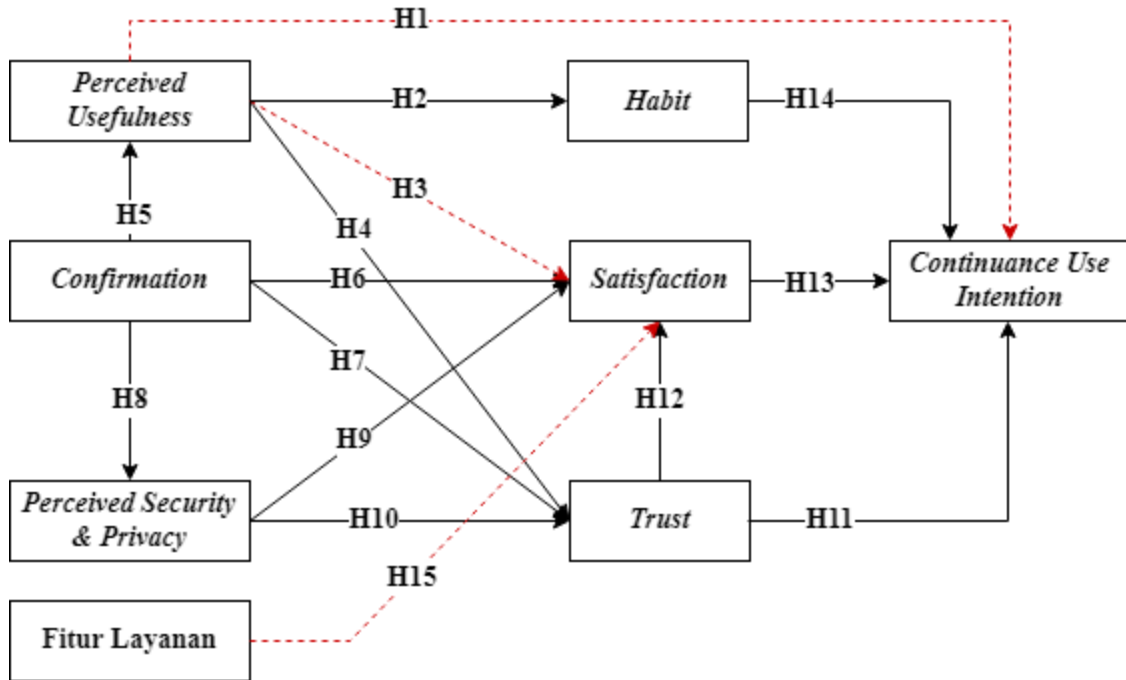 H1
Perceived
Usefulness
H2
Habit
H14
H3
H5
H4
Confirmation
H6
Satisfaction
H13
Continuance Use
Intention
H7
H8
H12
H9
Perceived Security
& Privacy
H10
Trust
H11
H15
Fitur Layanan